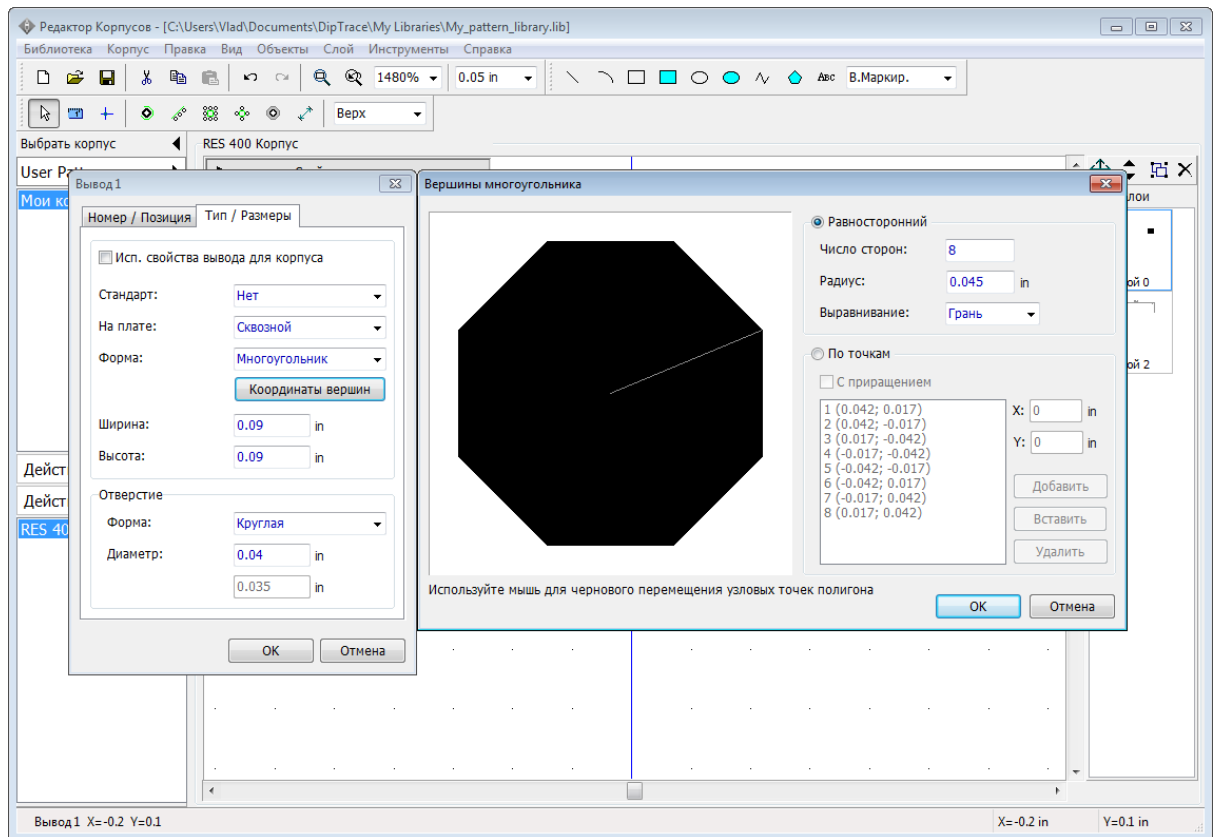 Редактор Корпусов - [C:\Users\Vlad\Documents\DipTrace\My Libraries\My_pattern_library.lib]
Библиотека Корпус Правка Вид Объекты Слой Инструменты Справка
1480% 0.05 in ABC В.Маркир.
Верх
Выбрать корпус
RES 400 Корпус
User
Вывод1
Вершины многоугольника
Мои
Номер / Позиция Тип / Размеры
Исп. свойства вывода для корпуса
Стандарт: Нет
На плате: Сквозной
Форма: Многоугольник
Координаты вершин
Ширина: 0.09 in
Высота: 0.09 in
Отверстие
Форма: Круглая
Диаметр: 0.04 in
0.035 in
OK Отмена
Равносторонний
Число сторон: 8
Радиус: 0.045 in
Выравнивание: Грань
По точкам
С приращением
1 (0.042; 0.017)
2 (0.042; -0.017)
3 (0.017; -0.042)
4 (-0.017; -0.042)
5 (-0.042; -0.017)
6 (-0.042; 0.017)
7 (-0.017; 0.042)
8 (0.017; 0.042)
X: 0 in
Y: 0 in
Добавить
Вставить
Удалить
Используйте мышь для чернового перемещения узловых точек полигона
OK Отмена
лои
ой 0
ой 2
Дейст
Дейст
RES 40
Вывод1 X=-0.2 Y=0.1
X=-0.2 in Y=0.1 in